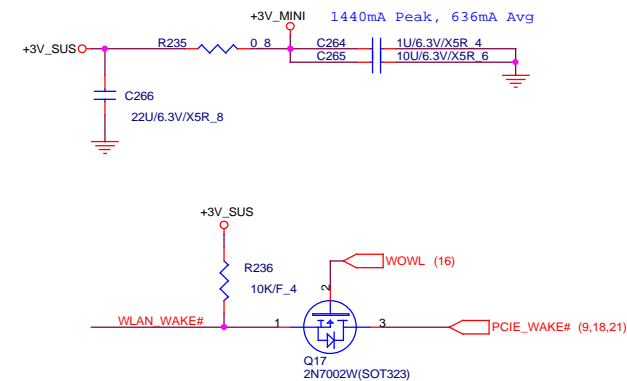 +3V_MINI 1440mA Peak, 636mA Avg
+3V_SUS R235 0_8 C264 1U/6.3V/X5R_4
C265 10U/6.3V/X5R_6
C266
22U/6.3V/X5R_8
+3V_SUS
R236
10K/F_4
WOWL (16)
2
WLAN_WAKE# 1 3 PCIE_WAKE# (9,18,21)
Q17
2N7002W(SOT323)